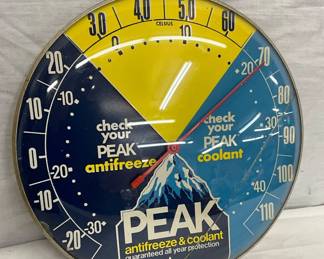 30 40 50 60
CELSIUS
0 10
20 70
20
10 80
-10 30
0 90
-10 -20 40 100
-20 -30 110
check
your
PEAK
antifreeze
check
your
PEAK
coolant
PEAK
antifreeze & coolant
guaranteed all year protection